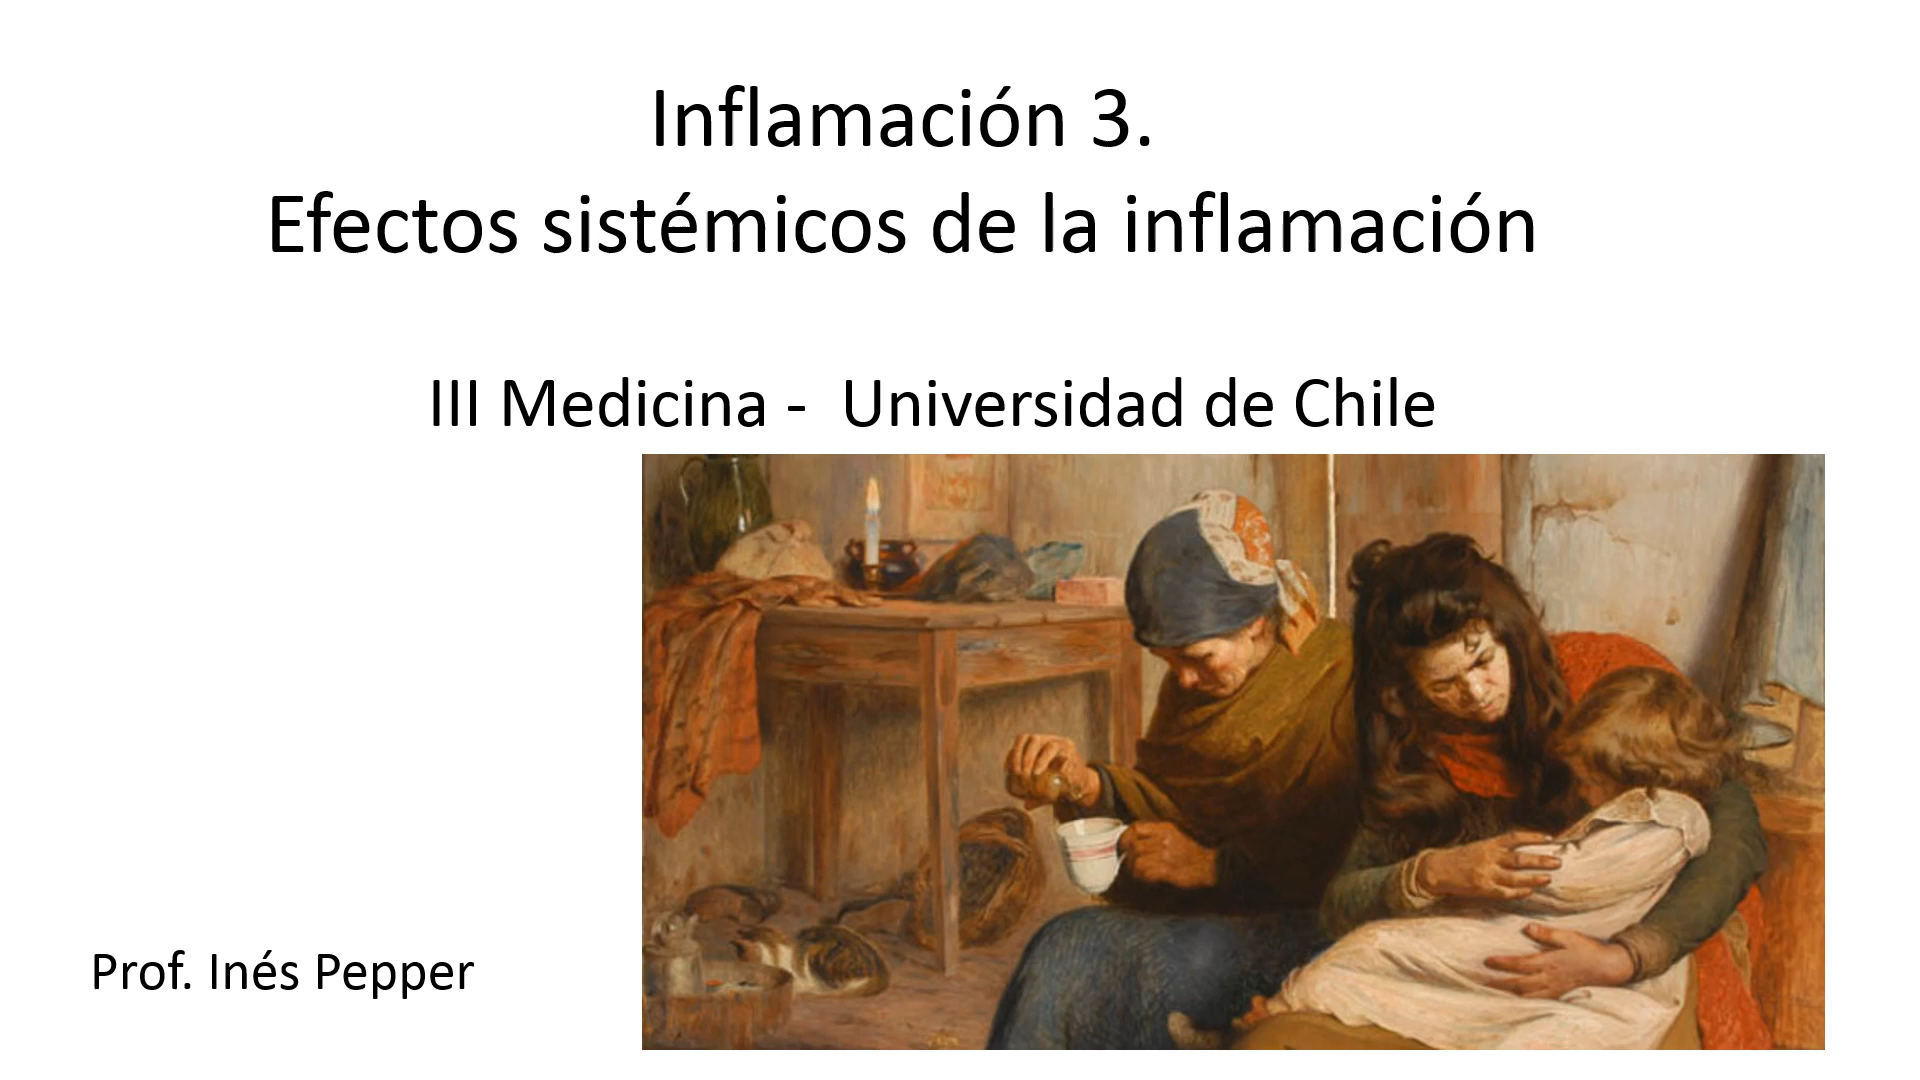 Inflamación 3.
Efectos sistémicos de la inflamación
III Medicina -  Universidad de Chile
Prof. Inés Pepper